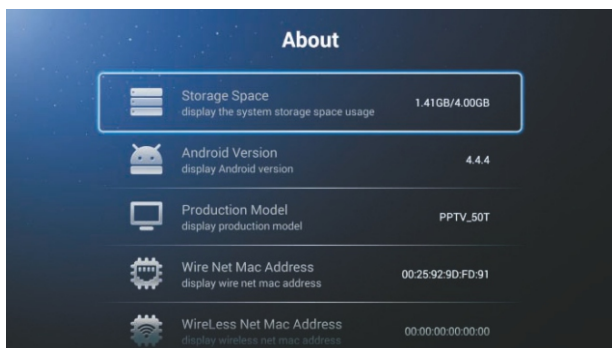 About
Storage Space
display the system storage space usage
1.41GB/4.00GB
Android Version
display Android version
4.4.4
Production Model
display production model
PPTV_50T
Wire Net Mac Address
display wire net mac address
00:25:92:9D:FD:91
WireLess Net Mac Address
display wireless net mac address
00:00:00:00:00:00